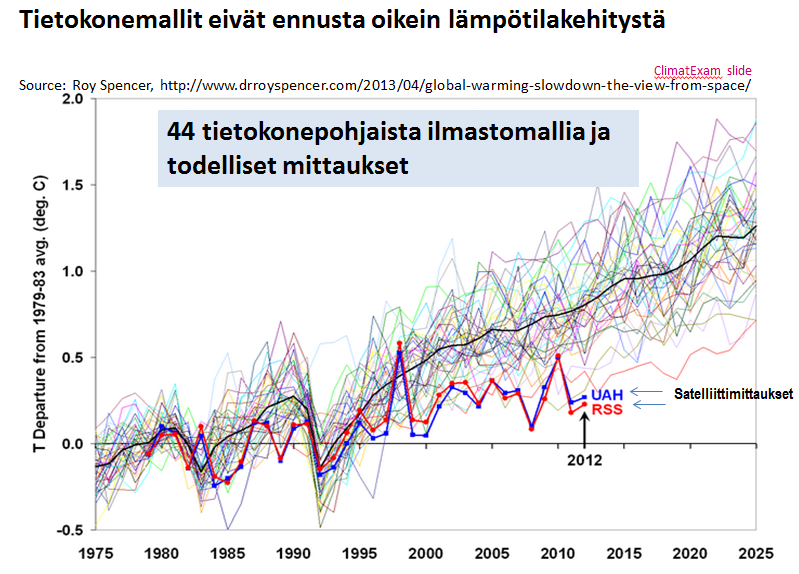 Tietokonemallit eivät ennusta oikein lämpötilakehitystä
ClimatExam slide
Source: Roy Spencer, http://www.drroyspencer.com/2013/04/global-warming-slowdown-the-view-from-space/
44 tietokonepohjaista ilmastomallia ja
todelliset mittaukset
T Departure from 1979-83 avg. (deg. C)
2.0
1.5
1.0
0.5
0.0
-0.5
UAH
RSS
Satelliittimittaukset
2012
1975 1980 1985 1990 1995 2000 2005 2010 2015 2020 2025